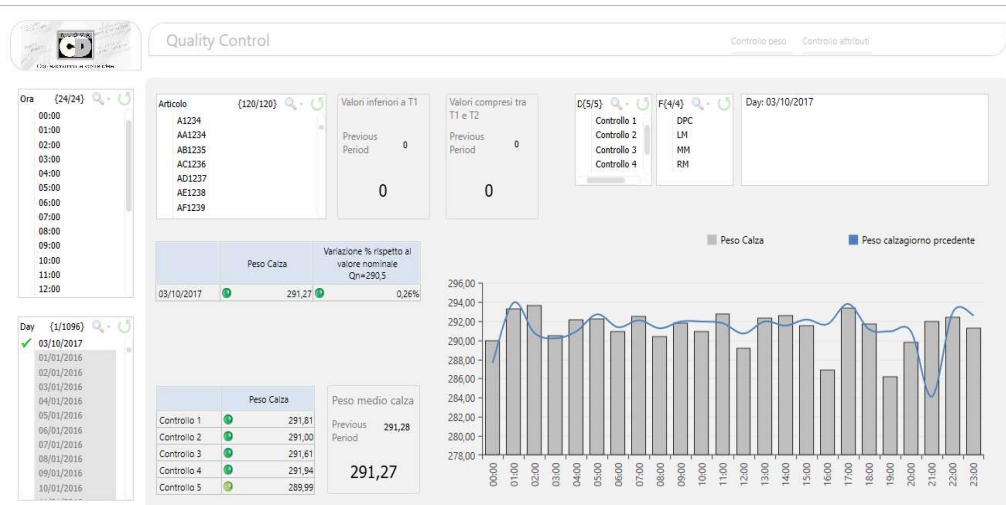 CD
Quality Control
Controllo peso Controllo attributi
Ora {24/24}
00:00
01:00
02:00
03:00
04:00
05:00
06:00
07:00
08:00
09:00
10:00
11:00
12:00
Day {1/1096}
03/10/2017
01/01/2016
02/01/2016
03/01/2016
04/01/2016
05/01/2016
06/01/2016
07/01/2016
08/01/2016
09/01/2016
10/01/2016
Articolo {120/120}
A1234
AA1234
AB1235
AC1236
AD1237
AE1238
AF1239
Valori inferiori a T1
Previous
Period 0
0
Valori compresi tra
T1 e T2
Previous
Period 0
0
D{5/5}
Controllo 1
Controllo 2
Controllo 3
Controllo 4
F{4/4}
DPC
LM
MM
RM
Day: 03/10/2017
Peso Calza
Variazione % rispetto al
valore nominale
Qn=290,5
03/10/2017 291,27 0,26%
Peso Calza
Controllo 1 291,81
Controllo 2 291,00
Controllo 3 291,61
Controllo 4 291,94
Controllo 5 289,99
Peso medio calza
Previous
Period 291,28
291,27
Peso Calza Peso calzagiorno prcedente
296,00
294,00
292,00
290,00
288,00
286,00
284,00
282,00
280,00
278,00
00:00 01:00 02:00 03:00 04:00 05:00 06:00 07:00 08:00 09:00 10:00 11:00 12:00 13:00 14:00 15:00 16:00 17:00 18:00 19:00 20:00 21:00 22:00 23:00